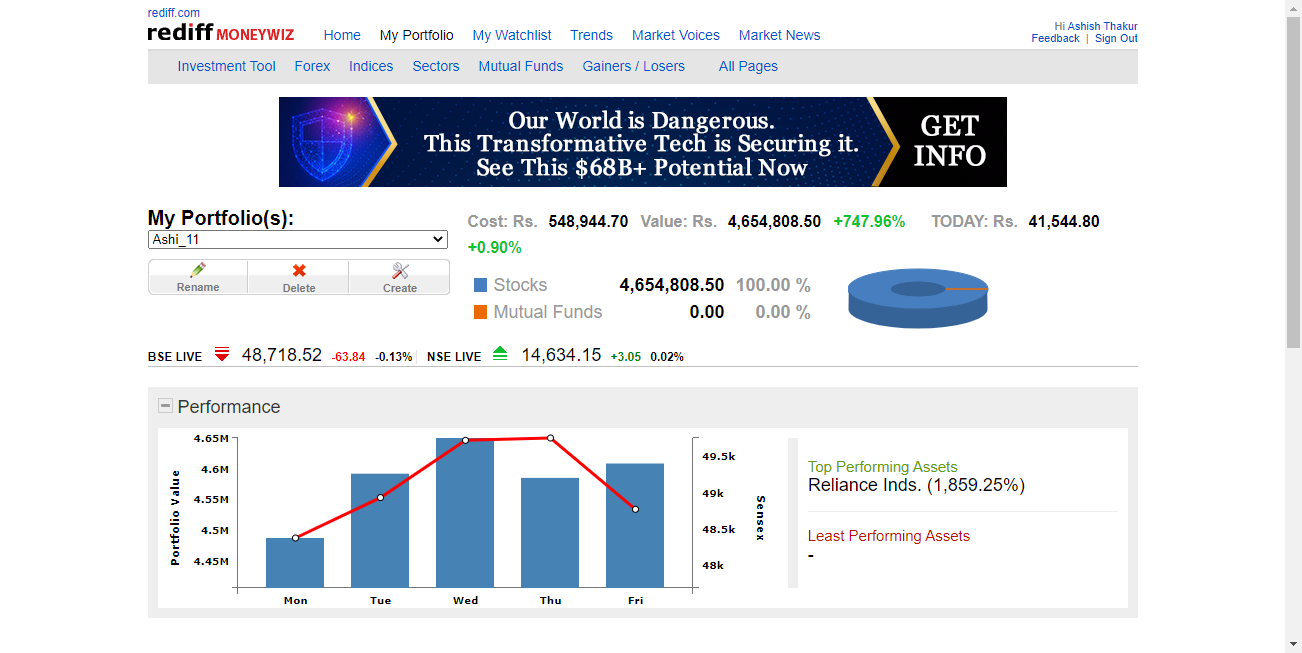 rediff.com
rediff MONEYWIZ Home My Portfolio My Watchlist Trends Market Voices Market News
Hi Ashish Thakur
Feedback | Sign Out
Investment Tool Forex Indices Sectors Mutual Funds Gainers / Losers All Pages
Our World is Dangerous.
This Transformative Tech is Securing it.
See This $68B+ Potential Now
GET
INFO
My Portfolio(s):
Ashi_11
Rename Delete Create
Cost: Rs. 548,944.70 Value: Rs. 4,654,808.50 +747.96% TODAY: Rs. 41,544.80
+0.90%
Stocks 4,654,808.50 100.00 %
Mutual Funds 0.00 0.00 %
BSE LIVE 48,718.52 -63.84 -0.13% NSE LIVE 14,634.15 +3.05 0.02%
Performance
Portfolio Value
4.65M
4.6M
4.55M
4.5M
4.45M
Mon Tue Wed Thu Fri
49.5k
49k
48.5k
48k
Sensex
Top Performing Assets
Reliance Inds. (1,859.25%)
Least Performing Assets
-